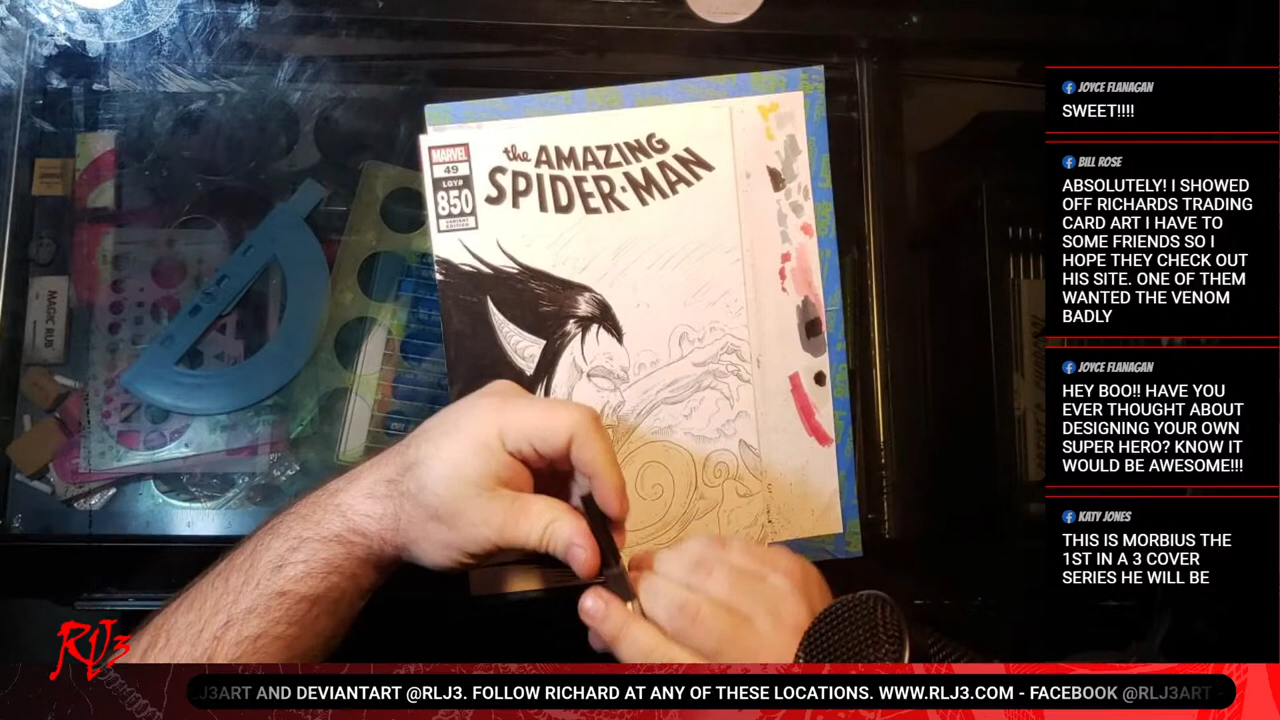 MARVEL
49
LGY#
850
VARIANT
EDITION
the AMAZING
SPIDER-MAN
MAGIC RUB
JOYCE FLANAGAN
SWEET!!!!
BILL ROSE
ABSOLUTELY! I SHOWED
OFF RICHARDS TRADING
CARD ART I HAVE TO
SOME FRIENDS SO I
HOPE THEY CHECK OUT
HIS SITE. ONE OF THEM
WANTED THE VENOM
BADLY
JOYCE FLANAGAN
HEY BOO!! HAVE YOU
EVER THOUGHT ABOUT
DESIGNING YOUR OWN
SUPER HERO? KNOW IT
WOULD BE AWESOME!!!
KATY JONES
THIS IS MORBIUS THE
1ST IN A 3 COVER
SERIES HE WILL BE
RLJ3
J3ART AND DEVIANTART @RLJ3. FOLLOW RICHARD AT ANY OF THESE LOCATIONS. WWW.RLJ3.COM - FACEBOOK @RLJ3ART -